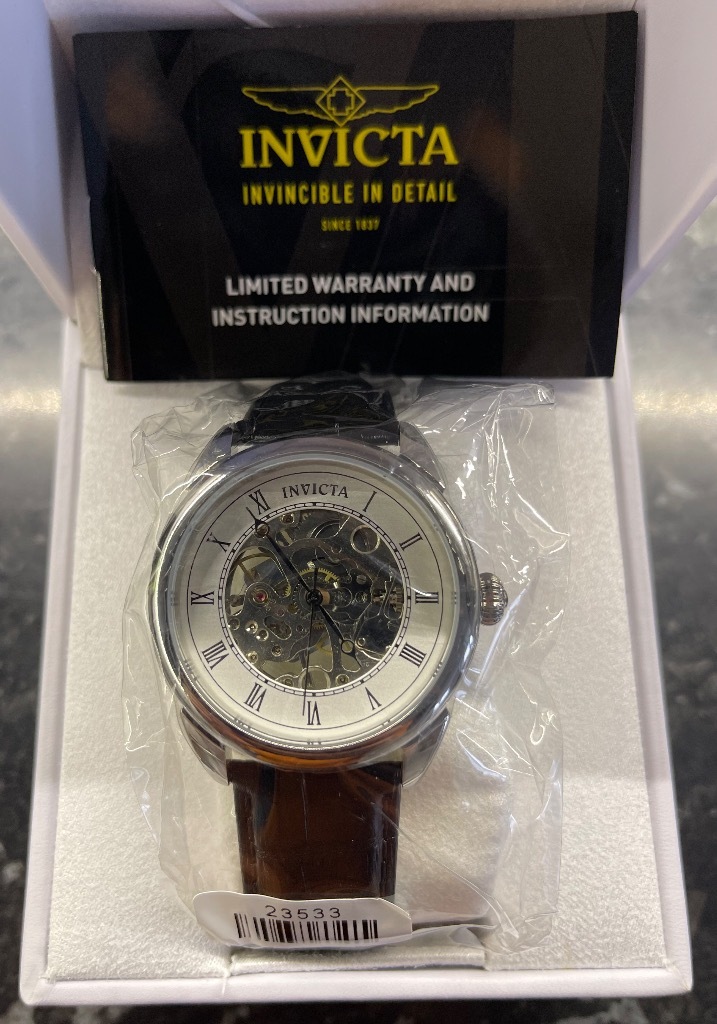 INVICTA
INVINCIBLE IN DETAIL
SINCE 1837
LIMITED WARRANTY AND
INSTRUCTION INFORMATION
INVICTA
I
II
III
IIII
V
VI
VII
VIII
IX
X
XI
23533